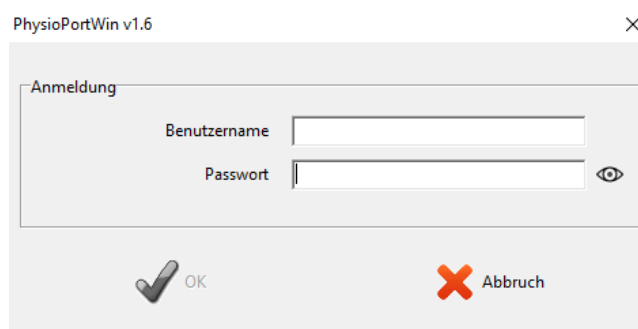 PhysioPortWin v1.6
Anmeldung
Benutzername
Passwort
OK
Abbruch